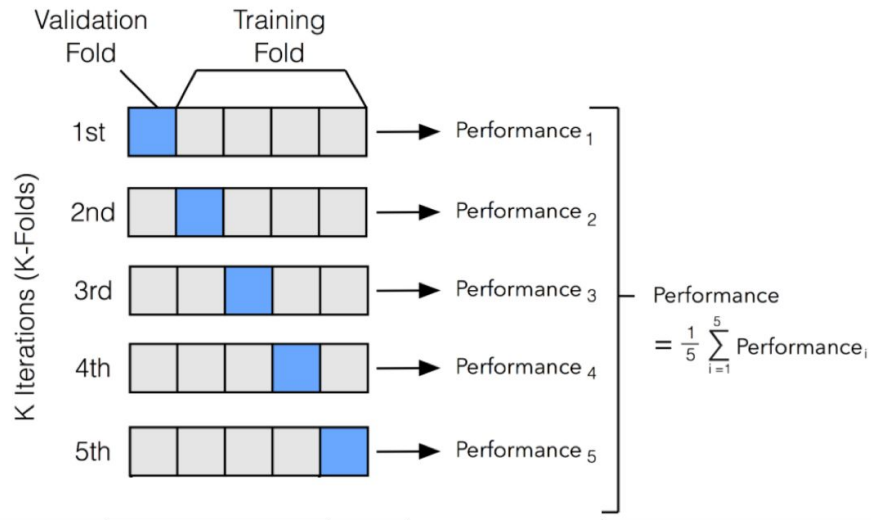 Validation
Fold
Training
Fold
K Iterations (K-Folds)
1st
Performance 1
2nd
Performance 2
3rd
Performance 3
4th
Performance 4
5th
Performance 5
Performance
= 1/5 5 ∑ i=1 Performance i